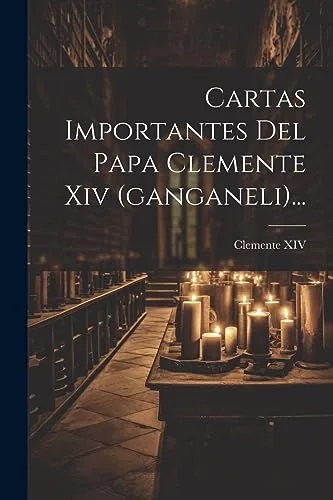 Cartas
Importantes Del
Papa Clemente
Xiv (ganganeli)...
Clemente XIV